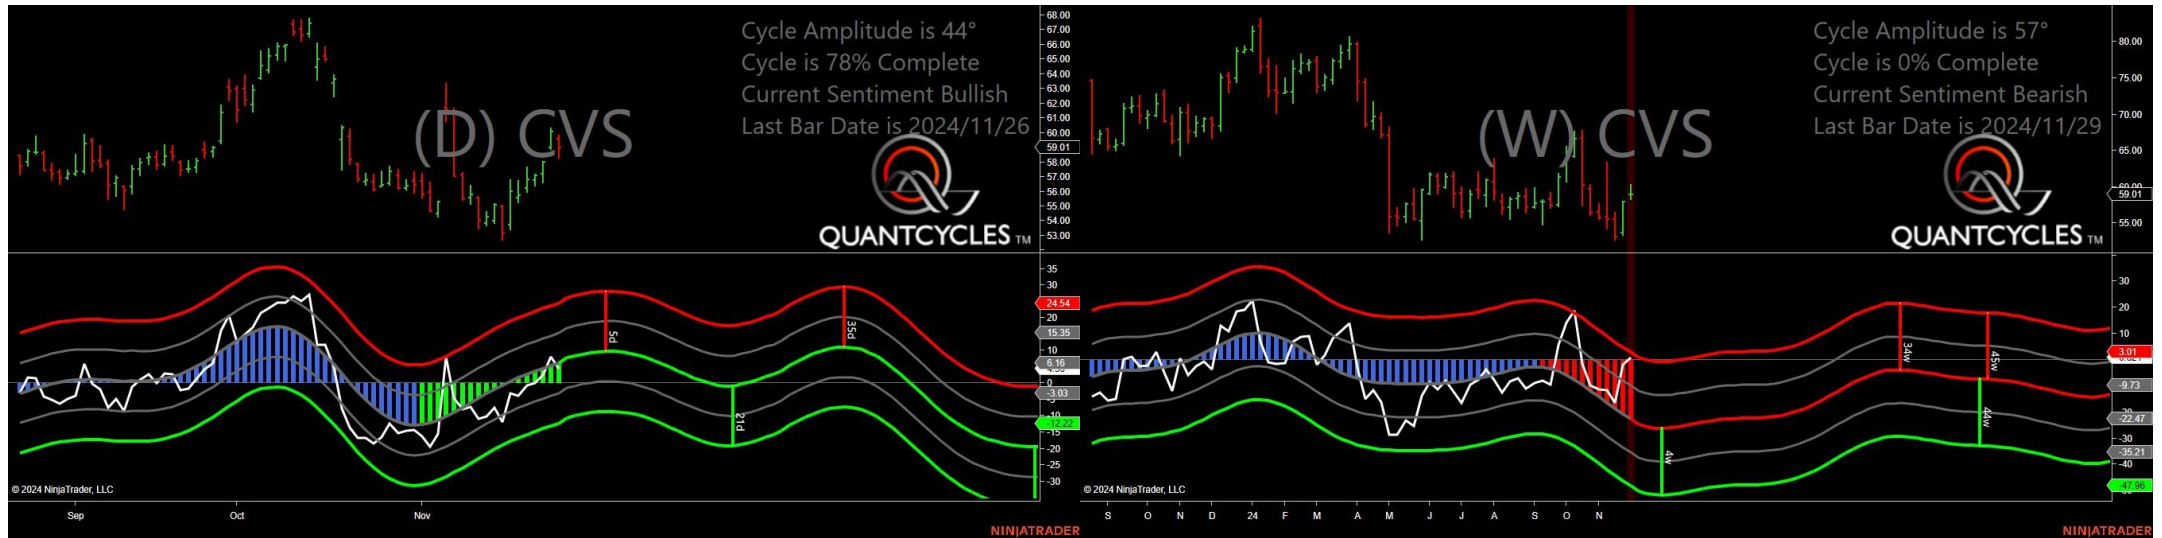 Cycle Amplitude is 44°
Cycle is 78% Complete
Current Sentiment Bullish
Last Bar Date is 2024/11/26
(D) CVS
QUANTCYCLES TM
68.00
67.00
66.00
65.00
64.00
63.00
62.00
61.00
60.00
59.01
58.00
57.00
56.00
55.00
54.00
53.00
35
30
24.54
20
15.35
10
6.16
0
-3.03
-10
-12.22
-15
-20
-25
-30
5d
21d
35d
© 2024 NinjaTrader, LLC
Sep
Oct
Nov
NINJATRADER
Cycle Amplitude is 57°
Cycle is 0% Complete
Current Sentiment Bearish
Last Bar Date is 2024/11/29
(W) CVS
QUANTCYCLES TM
80.00
75.00
70.00
65.00
60.00
59.01
55.00
30
20
10
3.01
-9.73
-22.47
-30
-35.21
-40
-47.96
4w
34w
44w
45w
© 2024 NinjaTrader, LLC
S O N D 24 F M A M J J A S O N
NINJATRADER